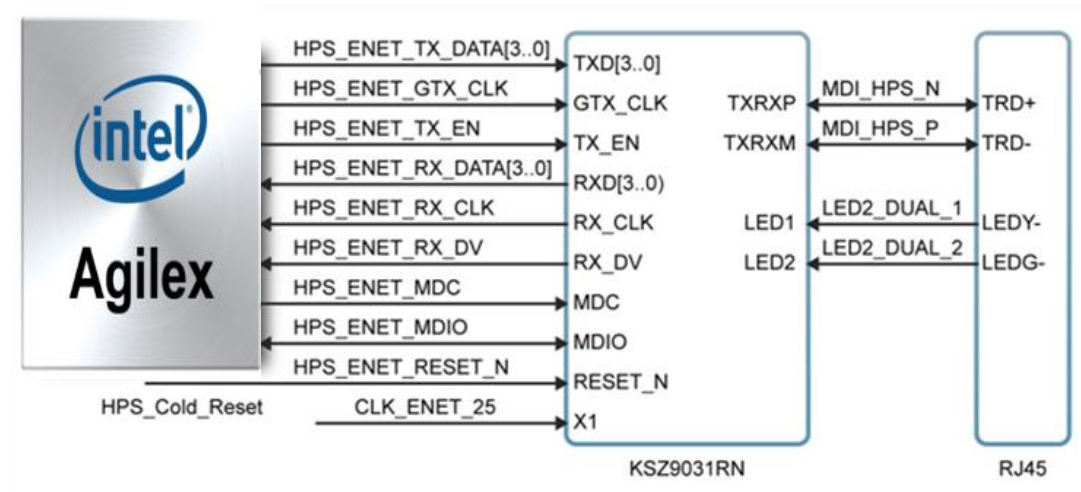 HPS_ENET_TX_DATA[3..0]
TXD[3..0]
HPS_ENET_GTX_CLK
GTX_CLK
TXRXP
MDI_HPS_N
TRD+
HPS_ENET_TX_EN
TX_EN
TXRXM
MDI_HPS_P
TRD-
HPS_ENET_RX_DATA[3..0]
RXD[3..0)
HPS_ENET_RX_CLK
RX_CLK
LED1
LED2_DUAL_1
LEDY-
HPS_ENET_RX_DV
RX_DV
LED2
LED2_DUAL_2
LEDG-
HPS_ENET_MDC
MDC
HPS_ENET_MDIO
MDIO
HPS_ENET_RESET_N
RESET_N
HPS_Cold_Reset
CLK_ENET_25
X1
intel
Agilex
KSZ9031RN
RJ45